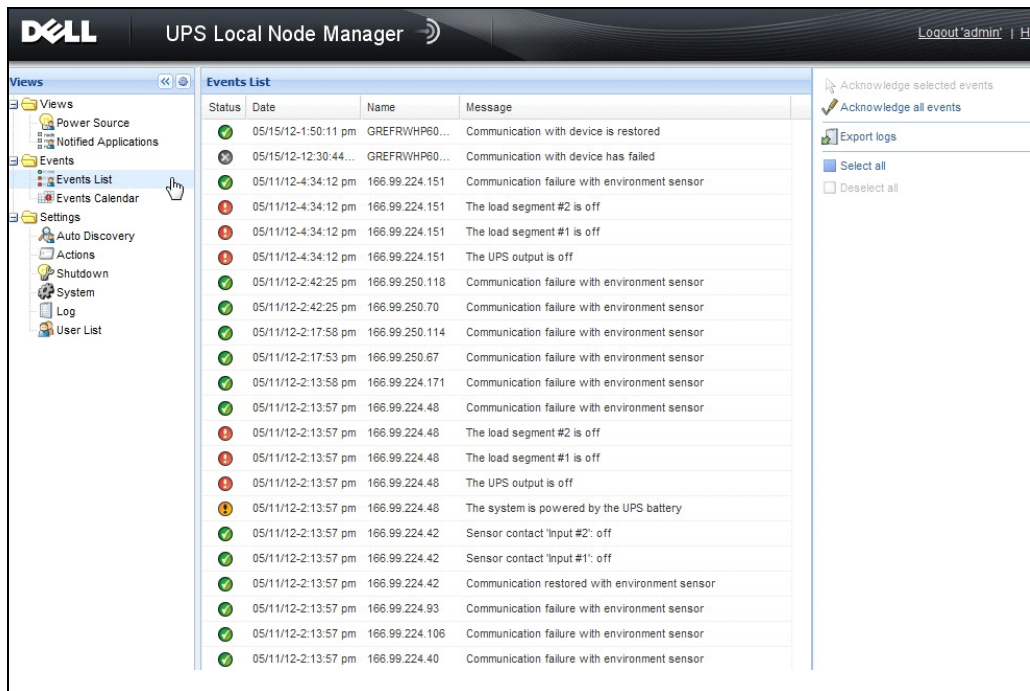 DELL UPS Local Node Manager Logout 'admin' | H
Views
Views
Power Source
Notified Applications
Events
Events List
Events Calendar
Settings
Auto Discovery
Actions
Shutdown
System
Log
User List
Events List
Status Date Name Message
05/15/12-1:50:11 pm GREFRWHP60... Communication with device is restored
05/15/12-12:30:44... GREFRWHP60... Communication with device has failed
05/11/12-4:34:12 pm 166.99.224.151 Communication failure with environment sensor
05/11/12-4:34:12 pm 166.99.224.151 The load segment #2 is off
05/11/12-4:34:12 pm 166.99.224.151 The load segment #1 is off
05/11/12-4:34:12 pm 166.99.224.151 The UPS output is off
05/11/12-2:42:25 pm 166.99.250.118 Communication failure with environment sensor
05/11/12-2:42:25 pm 166.99.250.70 Communication failure with environment sensor
05/11/12-2:17:58 pm 166.99.250.114 Communication failure with environment sensor
05/11/12-2:17:53 pm 166.99.250.67 Communication failure with environment sensor
05/11/12-2:13:58 pm 166.99.224.171 Communication failure with environment sensor
05/11/12-2:13:57 pm 166.99.224.48 Communication failure with environment sensor
05/11/12-2:13:57 pm 166.99.224.48 The load segment #2 is off
05/11/12-2:13:57 pm 166.99.224.48 The load segment #1 is off
05/11/12-2:13:57 pm 166.99.224.48 The UPS output is off
05/11/12-2:13:57 pm 166.99.224.48 The system is powered by the UPS battery
05/11/12-2:13:57 pm 166.99.224.42 Sensor contact 'Input #2': off
05/11/12-2:13:57 pm 166.99.224.42 Sensor contact 'Input #1': off
05/11/12-2:13:57 pm 166.99.224.42 Communication restored with environment sensor
05/11/12-2:13:57 pm 166.99.224.93 Communication failure with environment sensor
05/11/12-2:13:57 pm 166.99.224.106 Communication failure with environment sensor
05/11/12-2:13:57 pm 166.99.224.40 Communication failure with environment sensor
Acknowledge selected events
Acknowledge all events
Export logs
Select all
Deselect all